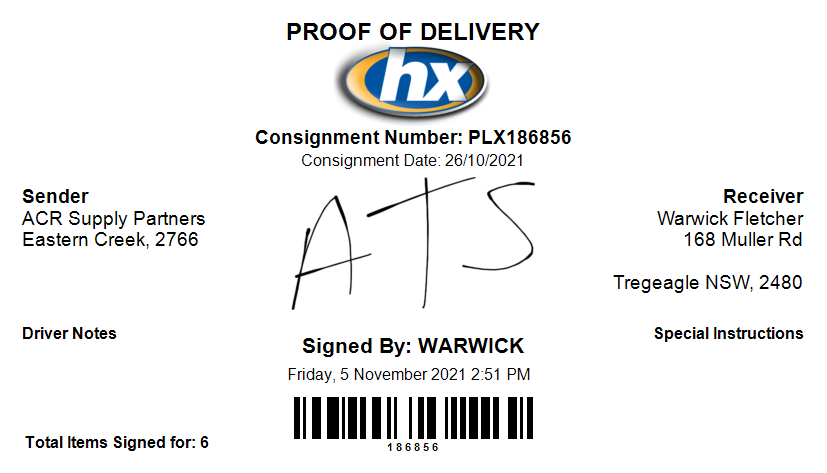 PROOF OF DELIVERY
hx
Consignment Number: PLX186856
Consignment Date: 26/10/2021
Sender
ACR Supply Partners
Eastern Creek, 2766
ATS
Receiver
Warwick Fletcher
168 Muller Rd
Tregeagle NSW, 2480
Driver Notes
Special Instructions
Signed By: WARWICK
Friday, 5 November 2021 2:51 PM
186856
Total Items Signed for: 6